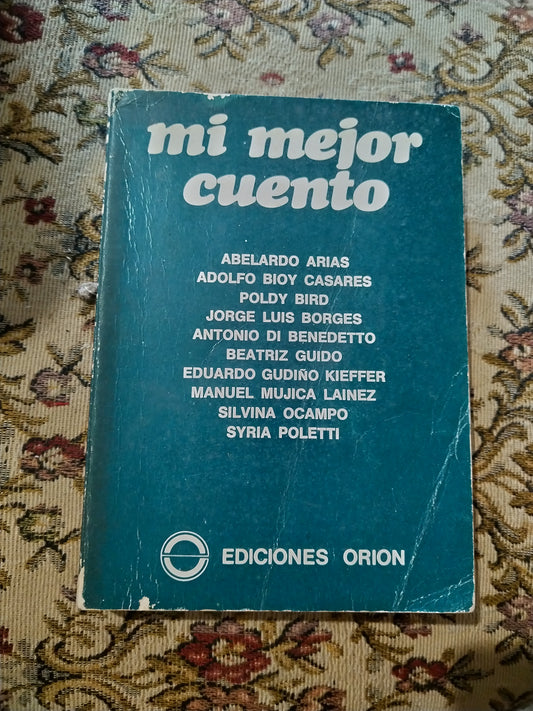 mi mejor
cuento
ABELARDO ARIAS
ADOLFO BIOY CASARES
POLDY BIRD
JORGE LUIS BORGES
ANTONIO DI BENEDETTO
BEATRIZ GUIDO
EDUARDO GUDIÑO KIEFFER
MANUEL MUJICA LAINEZ
SILVINA OCAMPO
SYRIA POLETTI
EDICIONES ORION